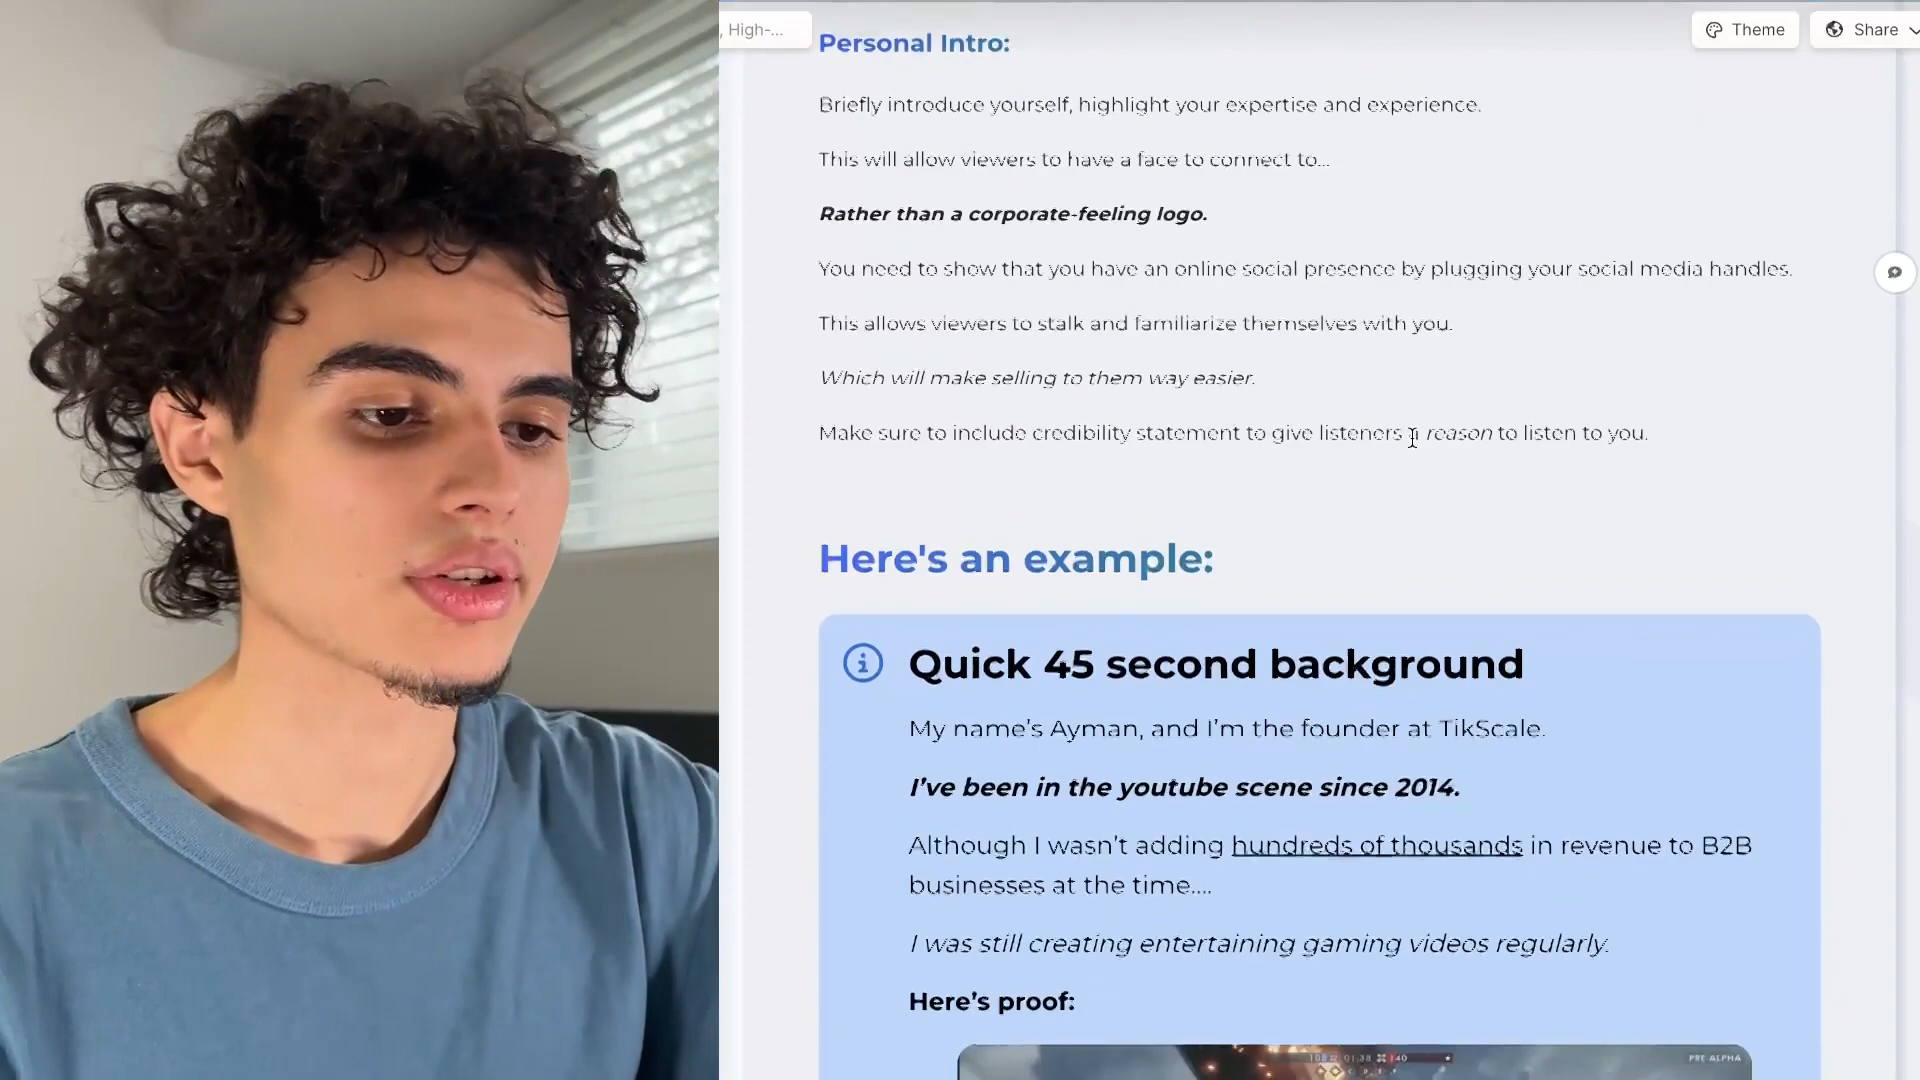 , High-...
Theme
Share
Personal Intro:
Briefly introduce yourself, highlight your expertise and experience.
This will allow viewers to have a face to connect to...
Rather than a corporate-feeling logo.
You need to show that you have an online social presence by plugging your social media handles.
This allows viewers to stalk and familiarize themselves with you.
Which will make selling to them way easier.
Make sure to include credibility statement to give listeners a reason to listen to you.
Here's an example:
Quick 45 second background
My name's Ayman, and I'm the founder at TikScale.
I've been in the youtube scene since 2014.
Although I wasn't adding hundreds of thousands in revenue to B2B
businesses at the time....
I was still creating entertaining gaming videos regularly.
Here's proof:
PRE ALPHA